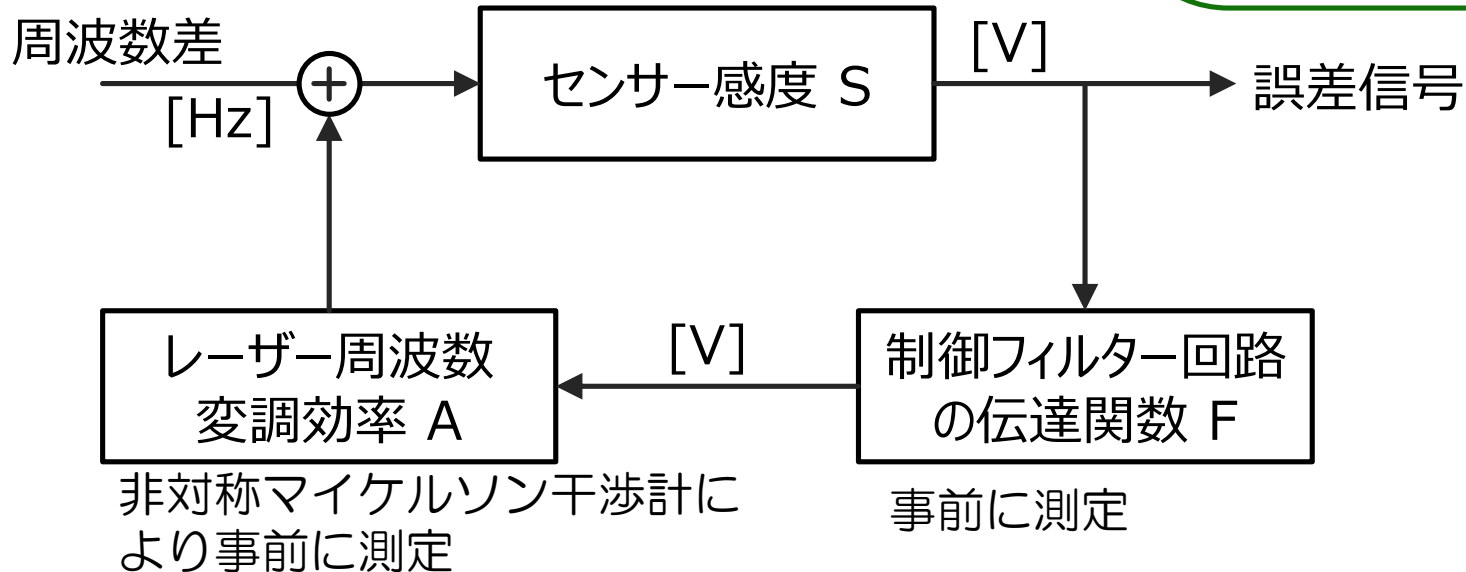 周波数差
[Hz]
+
センサー感度 S
[V]
誤差信号
レーザー周波数
変調効率 A
[V]
制御フィルター回路
の伝達関数 F
非対称マイケルソン干渉計に
より事前に測定
事前に測定